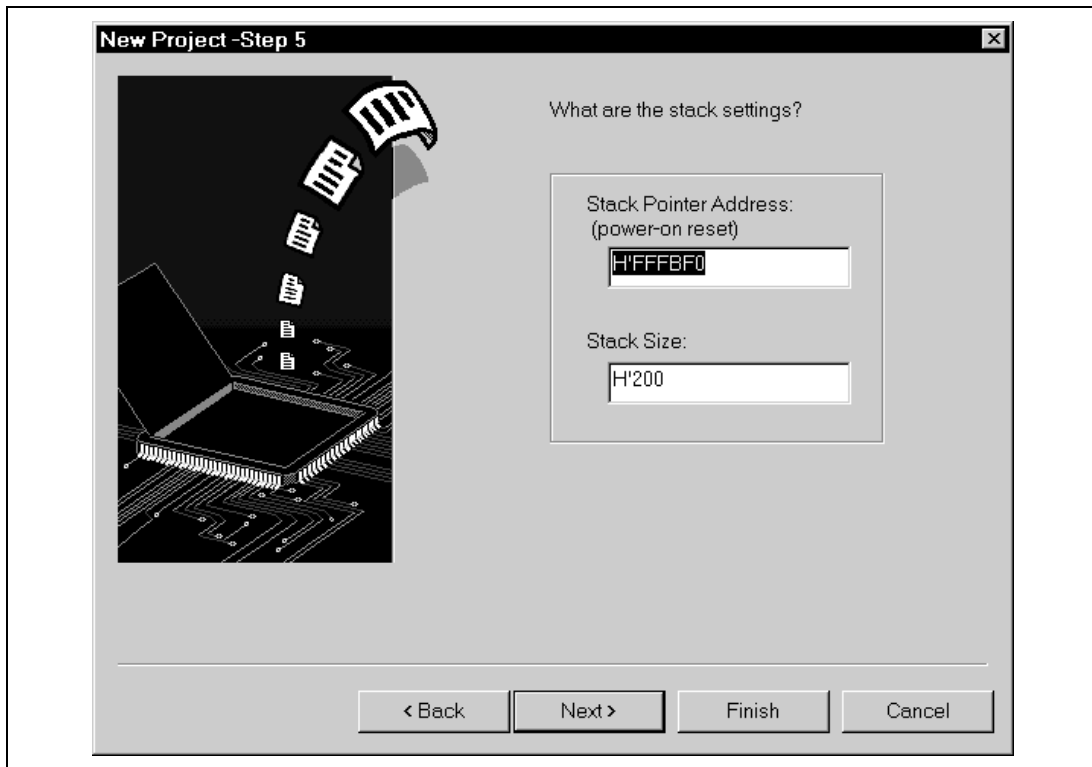 New Project -Step 5
What are the stack settings?
Stack Pointer Address:
(power-on reset)
H'FFFBF0
Stack Size:
H'200
< Back
Next >
Finish
Cancel